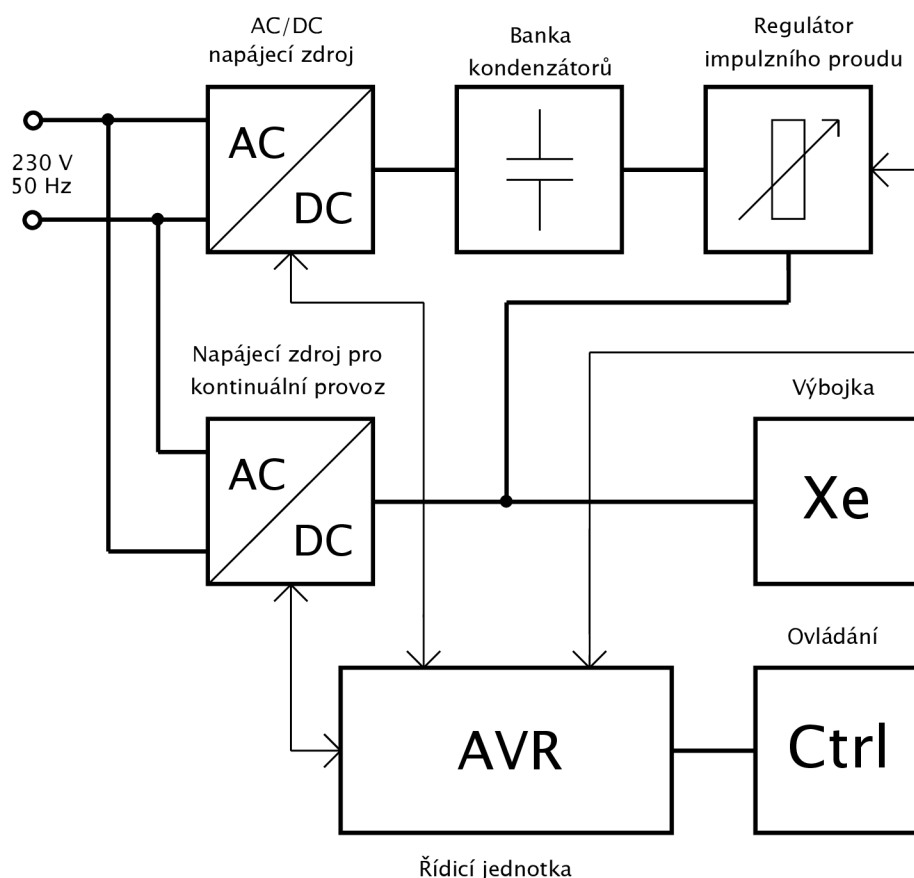 AC/DC
napájecí zdroj
Banka
kondenzátorů
Regulátor
impulzního proudu
230 V
50 Hz
AC
DC
Napájecí zdroj pro
kontinuální provoz
AC
DC
Výbojka
Xe
Ovládání
AVR
Ctrl
Řídicí jednotka